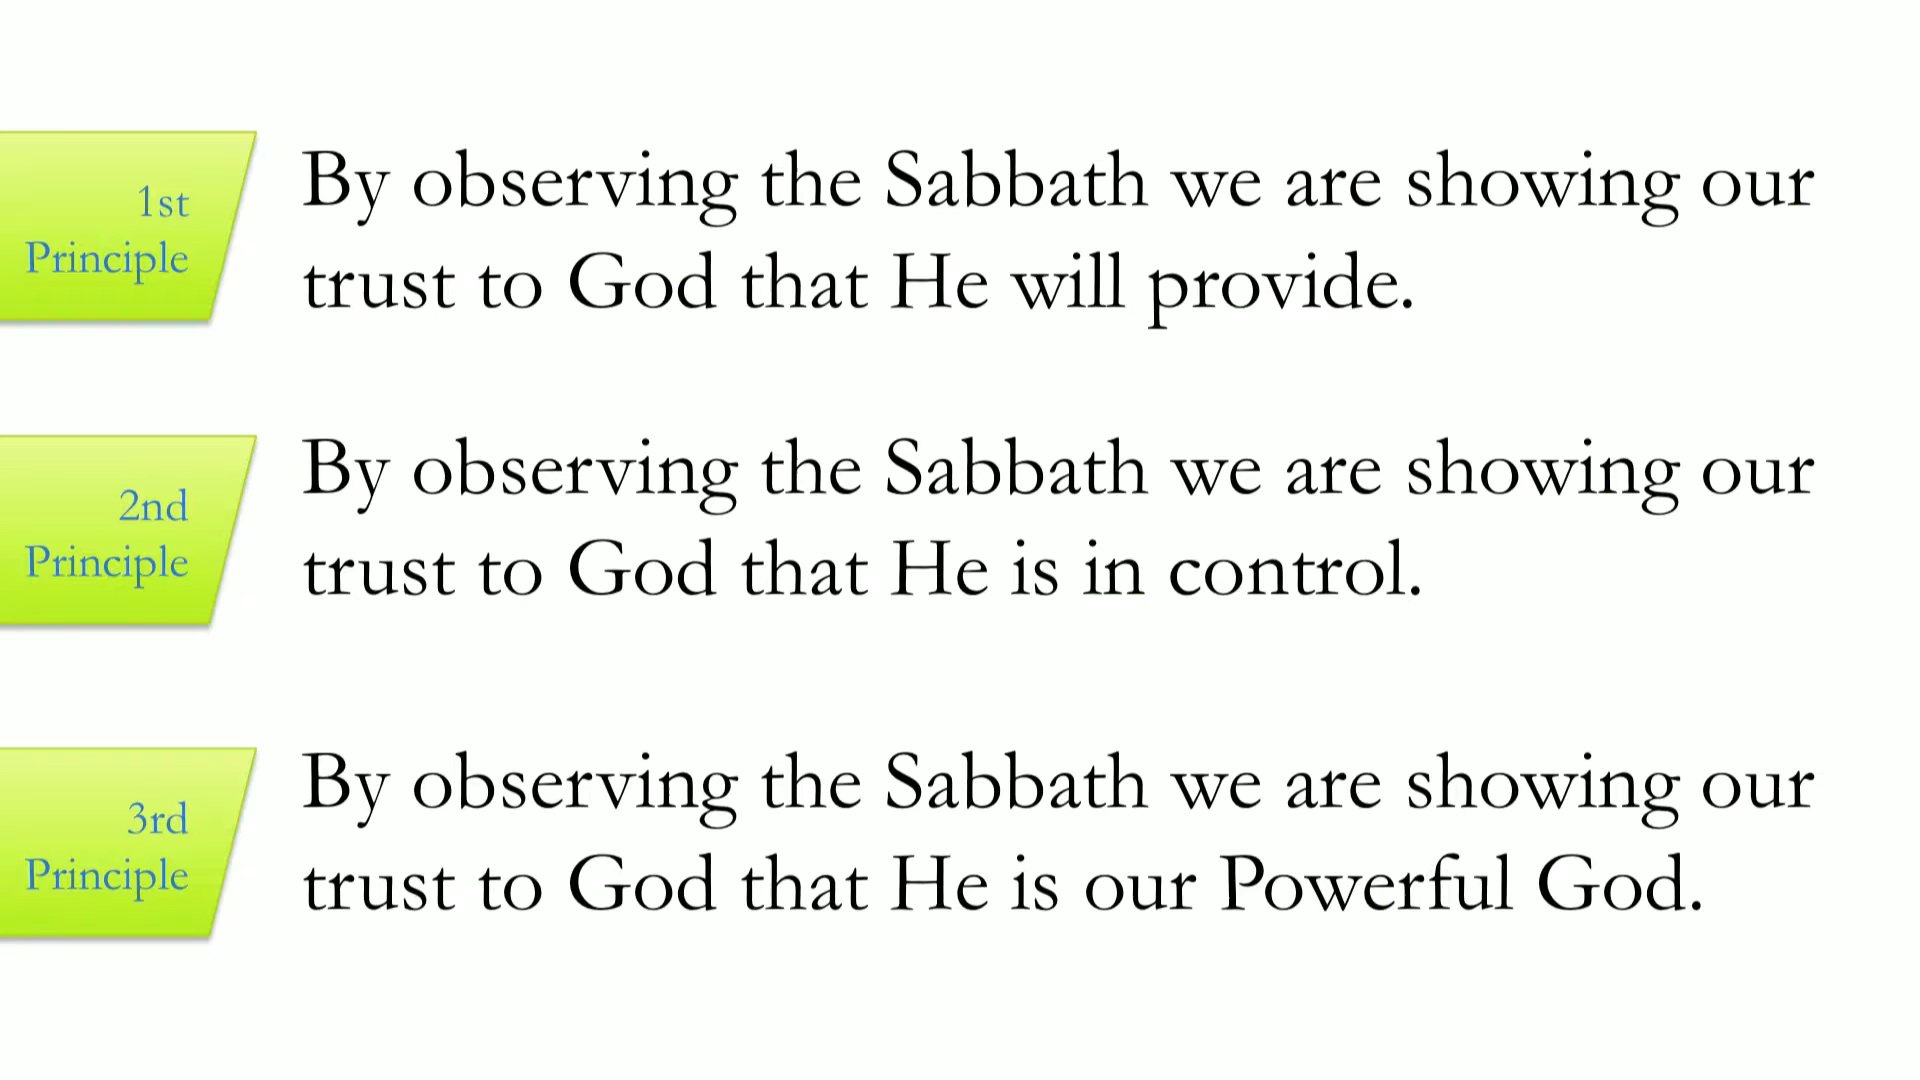 1st
Principle
By observing the Sabbath we are showing our
trust to God that He will provide.
2nd
Principle
By observing the Sabbath we are showing our
trust to God that He is in control.
3rd
Principle
By observing the Sabbath we are showing our
trust to God that He is our Powerful God.